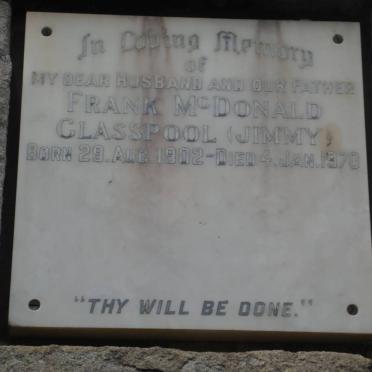 In Loving Memory
of
MY DEAR HUSBAND AND OUR FATHER
FRANK McDONALD
GLASSPOOL (JIMMY)
BORN 29. AUG. 1902-DIED 4. JAN. 1970
"THY WILL BE DONE."